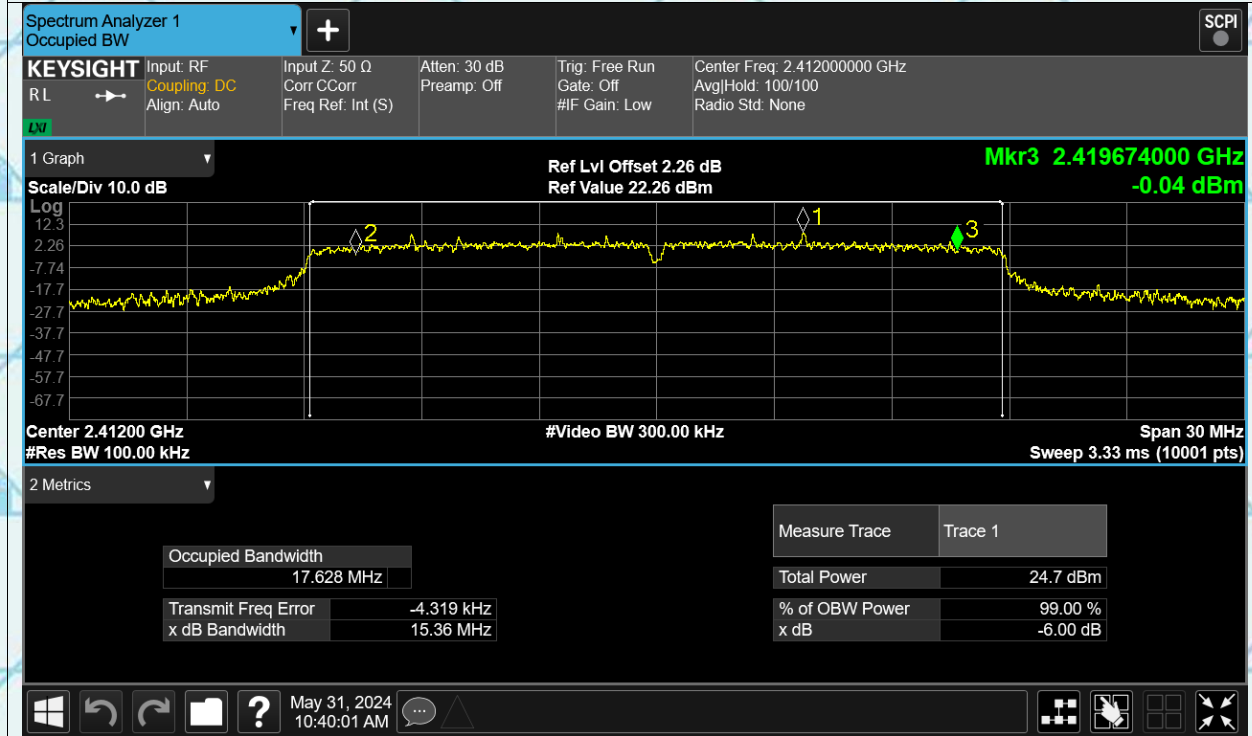 Spectrum Analyzer 1
Occupied BW
▼
+
SCPI
KEYSIGHT
RL
LXI
Input: RF
Coupling: DC
Align: Auto
Input Z: 50 Ω
Corr CCorr
Freq Ref: Int (S)
Atten: 30 dB
Preamp: Off
Trig: Free Run
Gate: Off
#IF Gain: Low
Center Freq: 2.412000000 GHz
Avg|Hold: 100/100
Radio Std: None
1 Graph ▼
Scale/Div 10.0 dB
Ref Lvl Offset 2.26 dB
Ref Value 22.26 dBm
Mkr3 2.419674000 GHz
-0.04 dBm
Log
12.3
2.26
-7.74
-17.7
-27.7
-37.7
-47.7
-57.7
-67.7
2
1
3
Center 2.41200 GHz
#Res BW 100.00 kHz
#Video BW 300.00 kHz
Span 30 MHz
Sweep 3.33 ms (10001 pts)
2 Metrics ▼
Occupied Bandwidth
17.628 MHz
Transmit Freq Error -4.319 kHz
x dB Bandwidth 15.36 MHz
Measure Trace Trace 1
Total Power 24.7 dBm
% of OBW Power 99.00 %
x dB -6.00 dB
?
May 31, 2024
10:40:01 AM